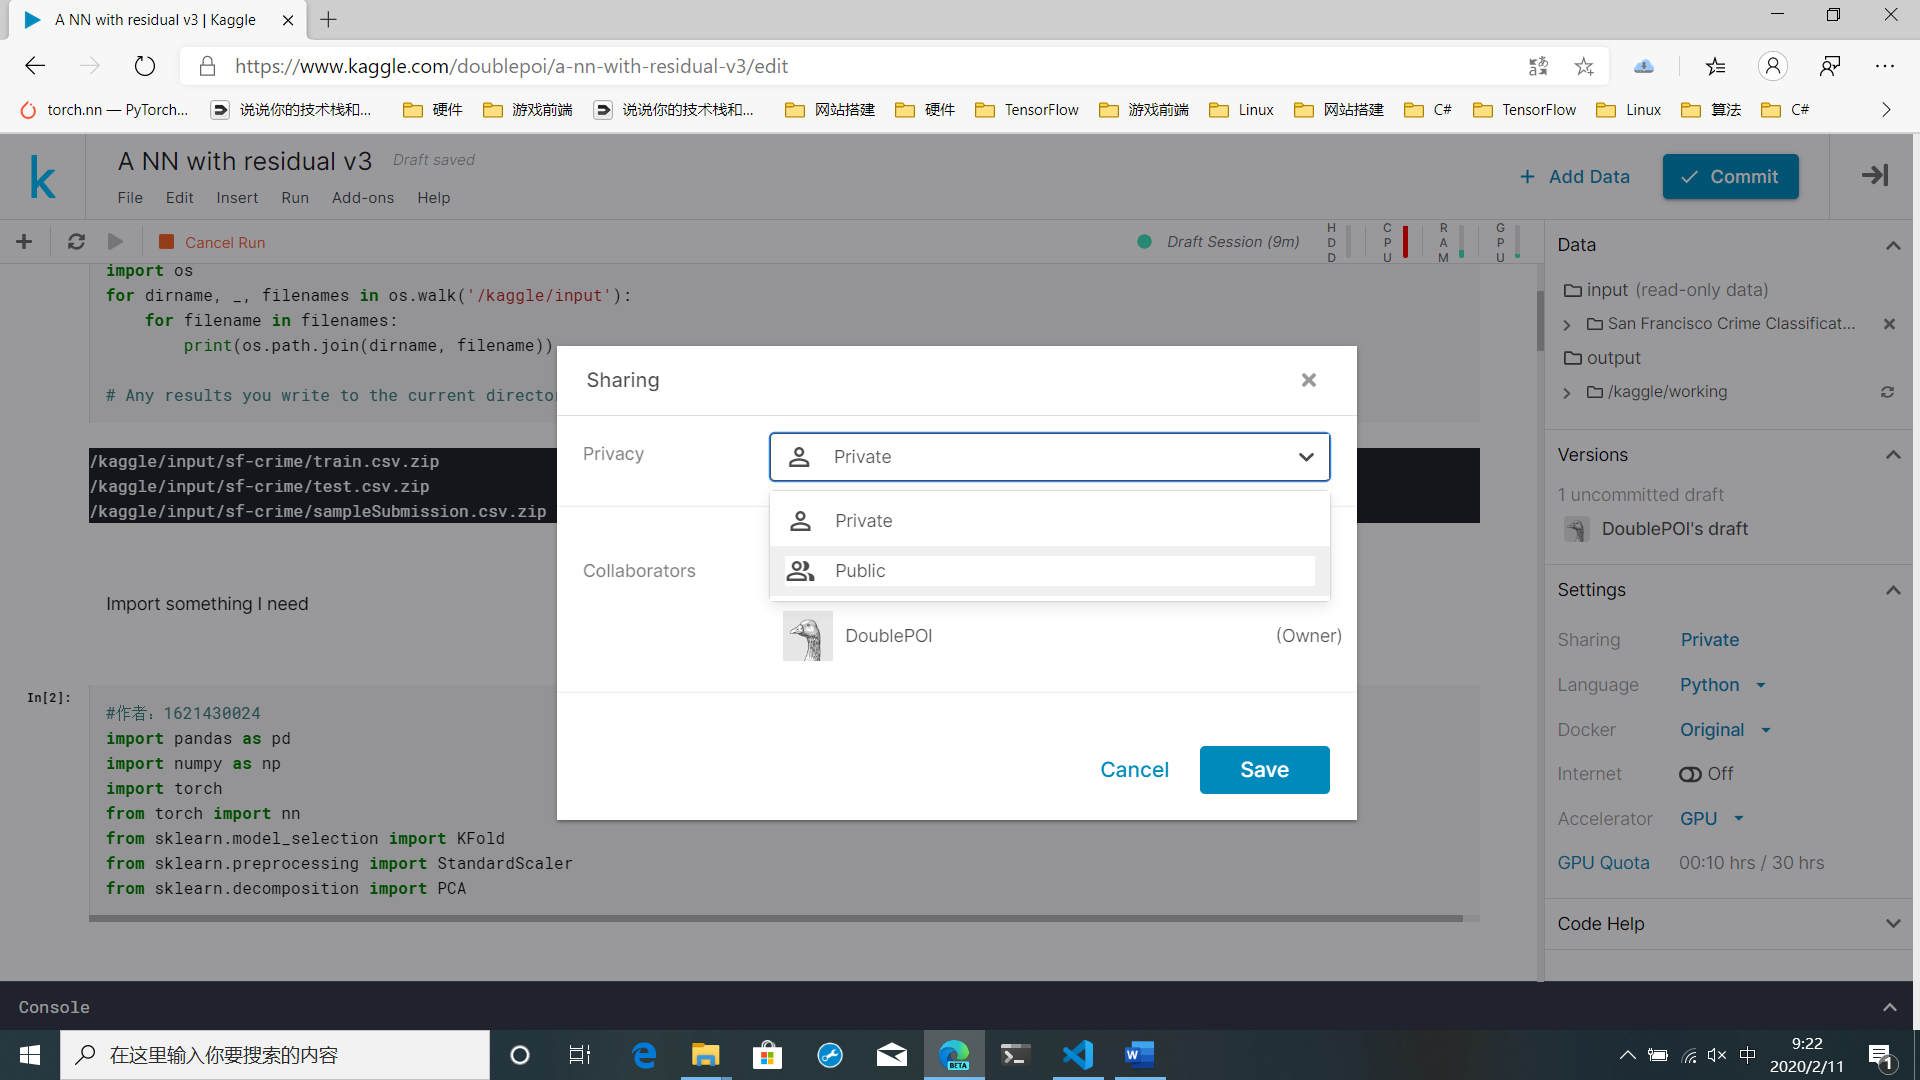 A NN with residual v3 | Kaggle
https://www.kaggle.com/doublepoi/a-nn-with-residual-v3/edit
torch.nn — PyTorch...
说说你的技术栈和...
硬件
游戏前端
说说你的技术栈和...
网站搭建
硬件
TensorFlow
游戏前端
Linux
网站搭建
C#
TensorFlow
Linux
算法
C#
k
A NN with residual v3
Draft saved
File
Edit
Insert
Run
Add-ons
Help
+ Add Data
Commit
Cancel Run
Draft Session (9m)
HDD
CPU
RAM
GPU
import os
for dirname, _, filenames in os.walk('/kaggle/input'):
    for filename in filenames:
        print(os.path.join(dirname, filename))
# Any results you write to the current director
/kaggle/input/sf-crime/train.csv.zip
/kaggle/input/sf-crime/test.csv.zip
/kaggle/input/sf-crime/sampleSubmission.csv.zip
Import something I need
In[2]:
#作者：1621430024
import pandas as pd
import numpy as np
import torch
from torch import nn
from sklearn.model_selection import KFold
from sklearn.preprocessing import StandardScaler
from sklearn.decomposition import PCA
Sharing
Privacy
Private
Private
Public
Collaborators
DoublePOI
(Owner)
Cancel
Save
Data
input (read-only data)
San Francisco Crime Classificat...
output
/kaggle/working
Versions
1 uncommitted draft
DoublePOI's draft
Settings
Sharing Private
Language Python
Docker Original
Internet Off
Accelerator GPU
GPU Quota 00:10 hrs / 30 hrs
Code Help
Console
在这里输入你要搜索的内容
BETA
中
9:22
2020/2/11
1